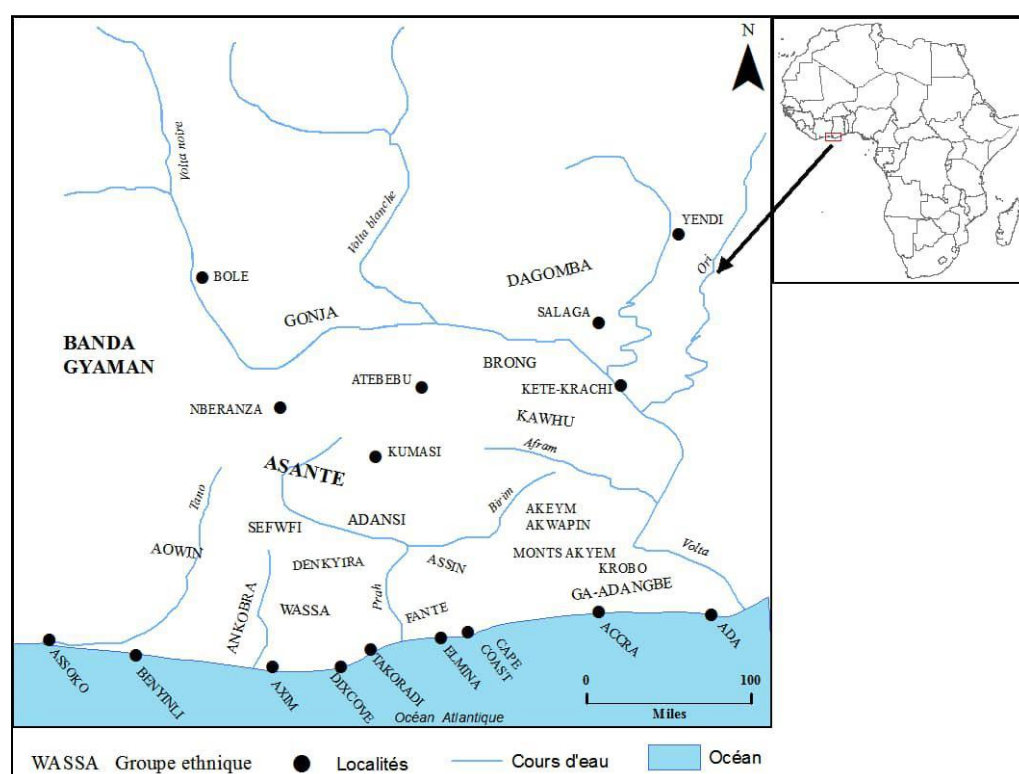 N
Volta noire
Volta blanche
YENDI
Ori
BOLE
DAGOMBA
GONJA
SALAGA
BANDA
GYAMAN
BRONG
ATEBEBU
KETE-KRACHI
NBERANZA
KAWHU
KUMASI
Afram
ASANTE
Tano
Birim
SEFWFI
ADANSI
AKEYM
AKWAPIN
AOWIN
DENKYIRA
ASSIN
MONTS AKYEM
Volta
KROBO
ANKOBRA
WASSA
Prah
FANTE
GA-ADANGBE
ASSOKO
BENYINLI
AXIM
DIXCOVE
TAKORADI
ELMINA
CAPE
COAST
ACCRA
ADA
0 100
Miles
Océan Atlantique
WASSA Groupe ethnique Localités Cours d'eau Océan